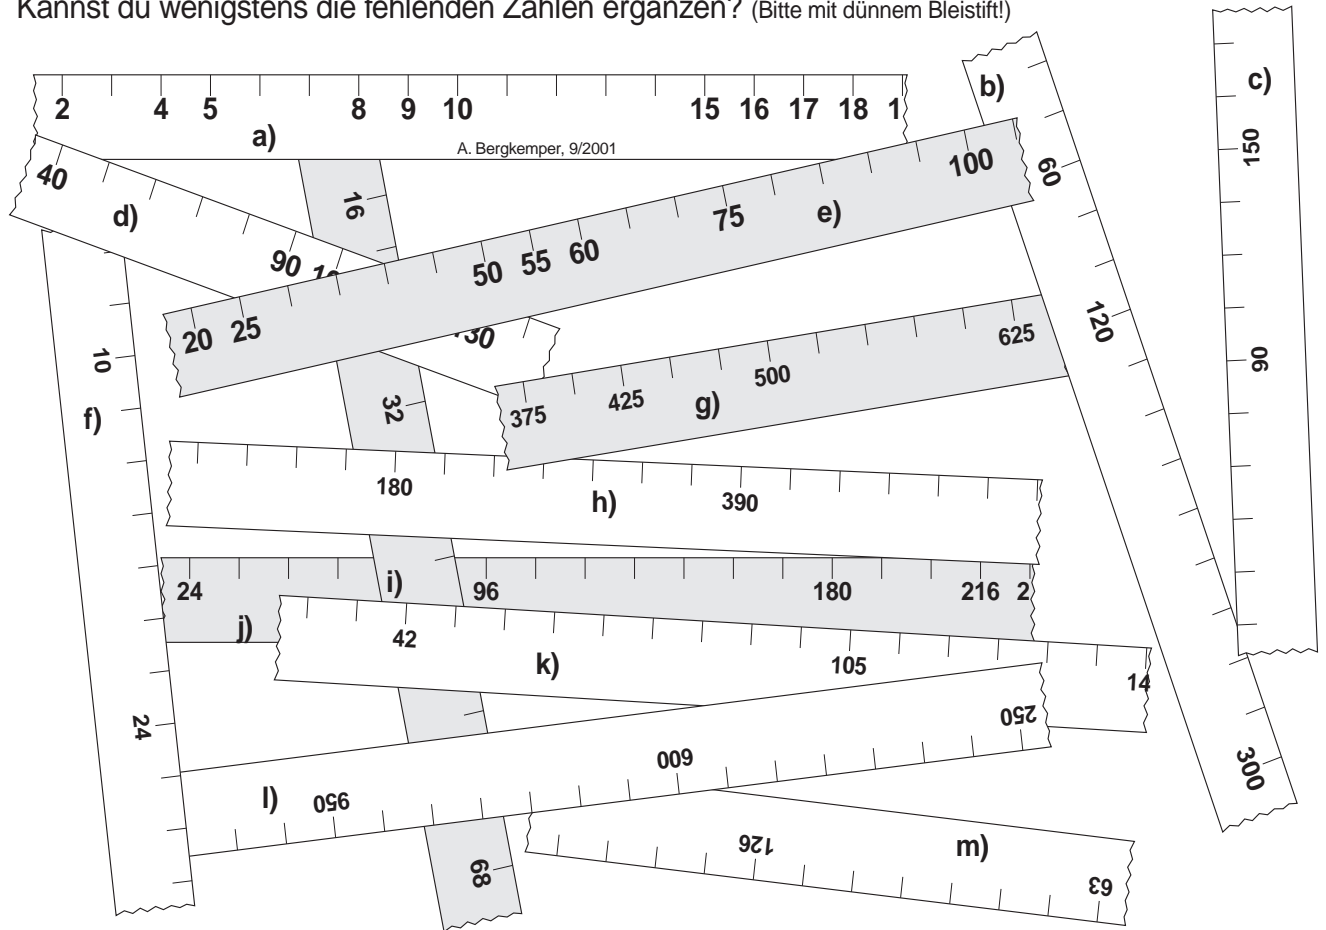 Kannst du wenigstens die fehlenden Zahlen ergänzen? (Bitte mit dünnem Bleistift!)
2 4 5 8 9 10 15 16 17 18 1
a)
A. Bergkemper, 9/2001
b)
60
120
300
c)
150
90
40
d)
90 10
130
20 25 50 55 60 75 100
e)
10
f)
24
375 425 500 625
g)
180 390
h)
16
32
i)
68
24 96 180 216 2
j)
42 105 14
k)
l)
950 600 250
126 63
m)